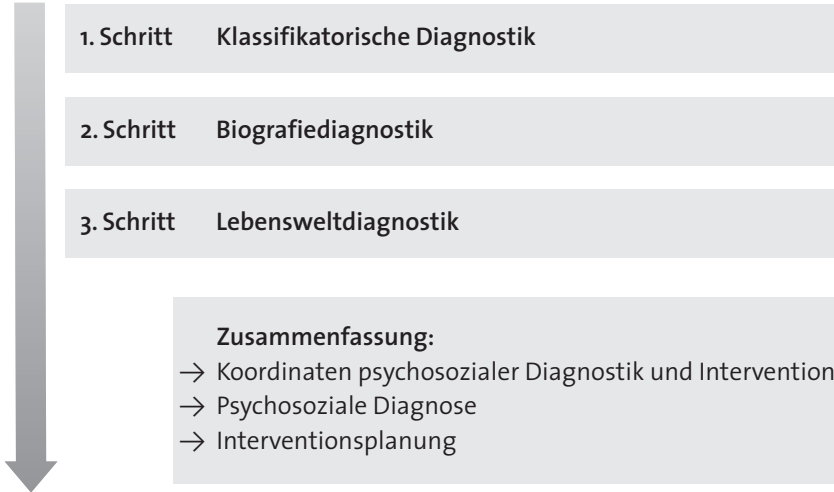 1. Schritt Klassifikatorische Diagnostik
2. Schritt Biografiediagnostik
3. Schritt Lebensweltdiagnostik
Zusammenfassung:
→ Koordinaten psychosozialer Diagnostik und Intervention
→ Psychosoziale Diagnose
→ Interventionsplanung